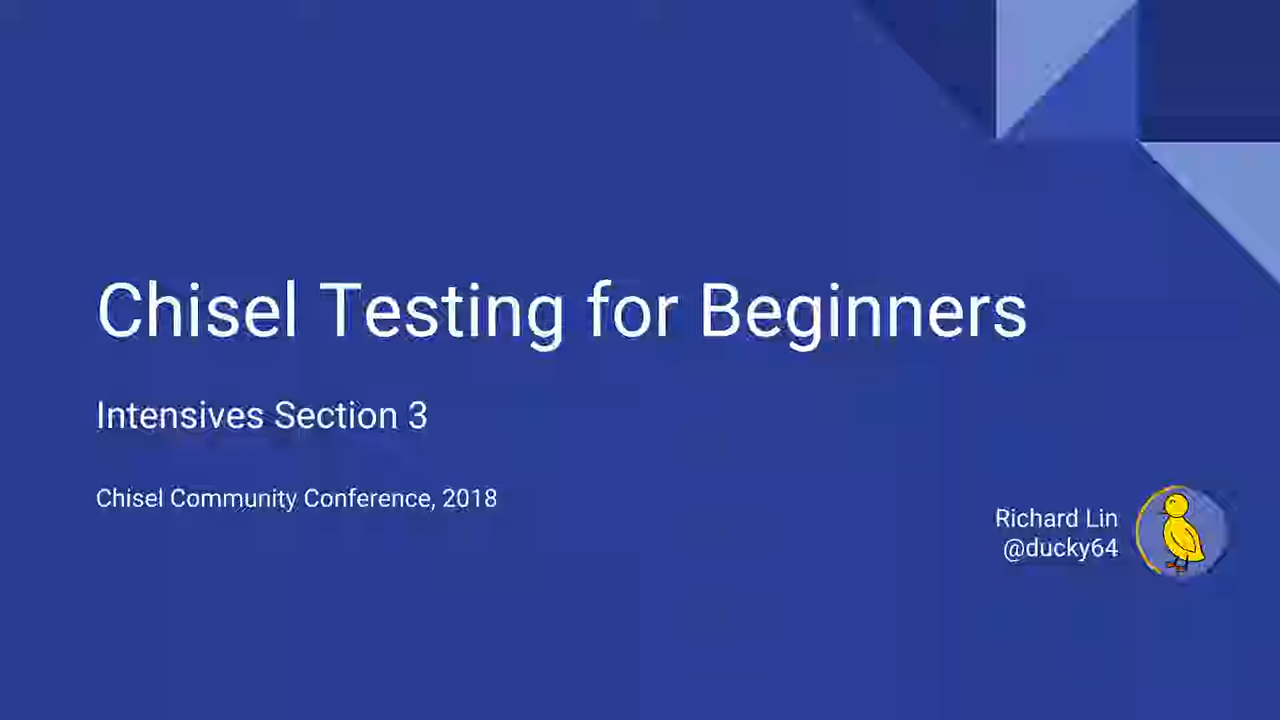 Chisel Testing for Beginners
Intensives Section 3
Chisel Community Conference, 2018
Richard Lin
@ducky64